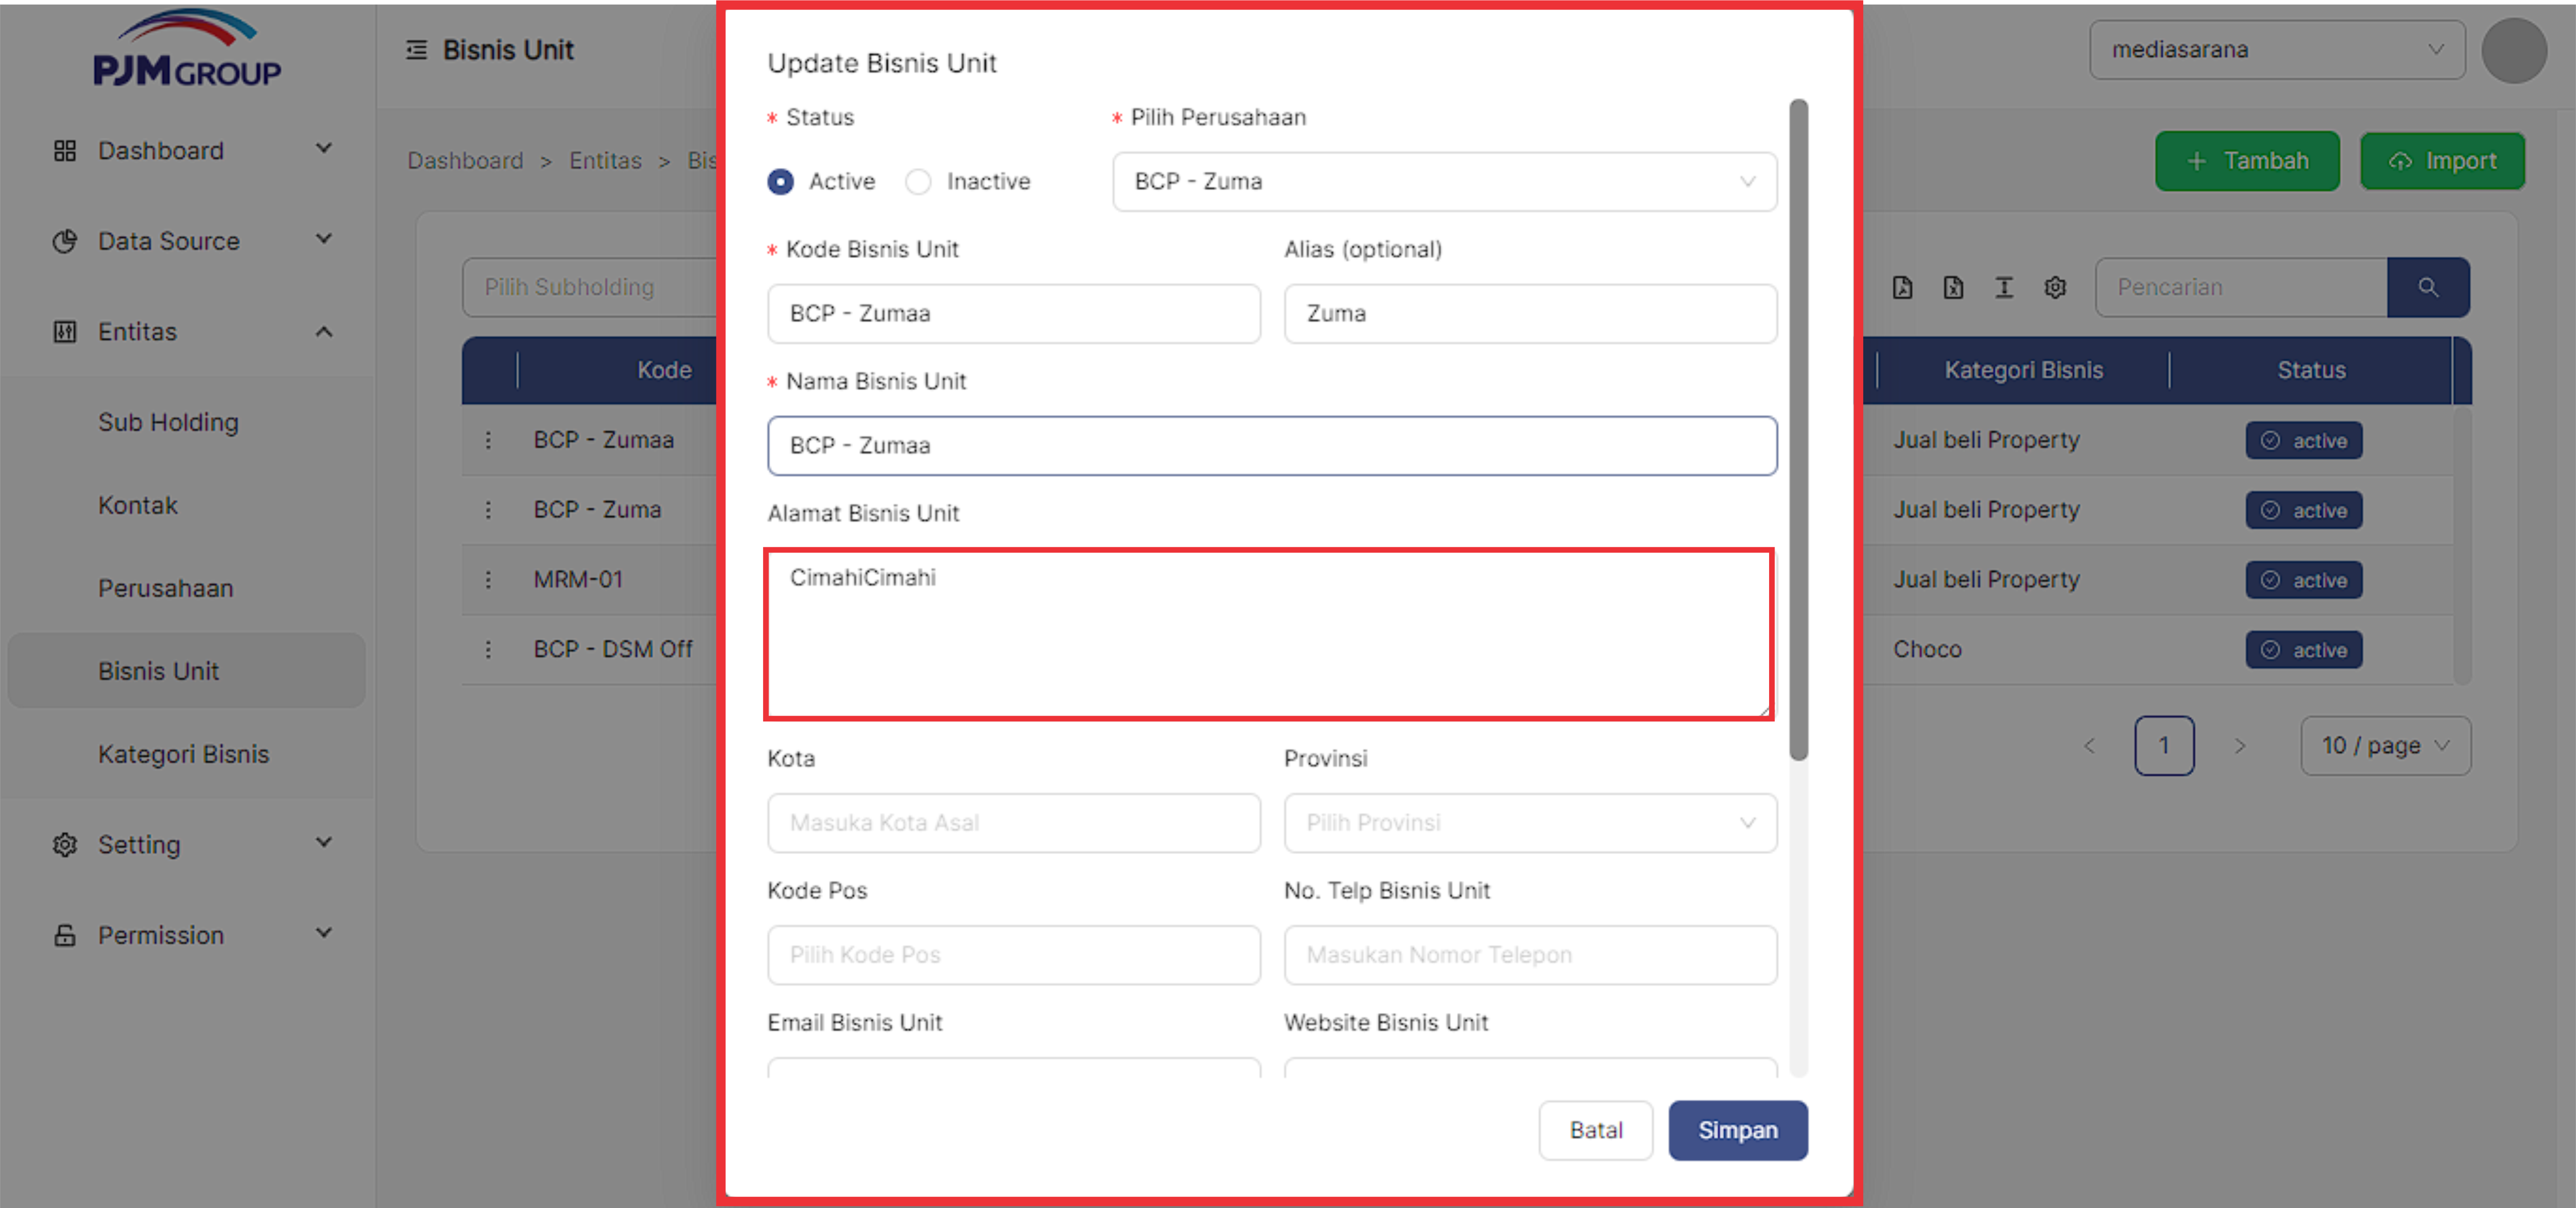 PJM GROUP
Dashboard
Data Source
Entitas
Sub Holding
Kontak
Perusahaan
Bisnis Unit
Kategori Bisnis
Setting
Permission
Bisnis Unit
mediasarana
Dashboard > Entitas > Bis
+ Tambah
Import
Pilih Subholding
Pencarian
Kode
Kategori Bisnis
Status
BCP - Zumaa
Jual beli Property
active
BCP - Zuma
Jual beli Property
active
MRM-01
Jual beli Property
active
BCP - DSM Off
Choco
active
< 1 >
10 / page
Update Bisnis Unit
* Status
* Pilih Perusahaan
Active
Inactive
BCP - Zuma
* Kode Bisnis Unit
Alias (optional)
BCP - Zumaa
Zuma
* Nama Bisnis Unit
BCP - Zumaa
Alamat Bisnis Unit
CimahiCimahi
Kota
Provinsi
Masuka Kota Asal
Pilih Provinsi
Kode Pos
No. Telp Bisnis Unit
Pilih Kode Pos
Masukan Nomor Telepon
Email Bisnis Unit
Website Bisnis Unit
Batal
Simpan